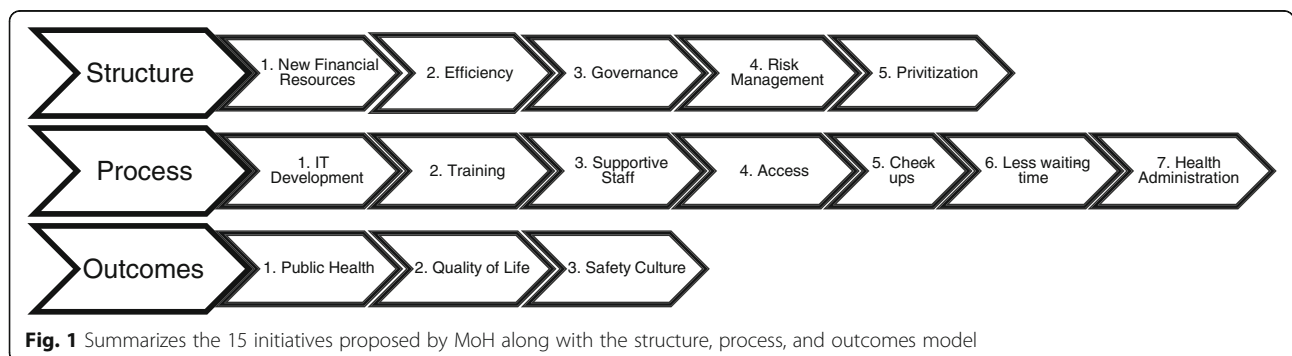 Structure
1. New Financial
Resources
2. Efficiency
3. Governance
4. Risk
Management
5. Privitization
Process
1. IT
Development
2. Training
3. Supportive
Staff
4. Access
5. Cheek
ups
6. Less waiting
time
7. Health
Administration
Outcomes
1. Public Health
2. Quality of Life
3. Safety Culture
Fig. 1 Summarizes the 15 initiatives proposed by MoH along with the structure, process, and outcomes model